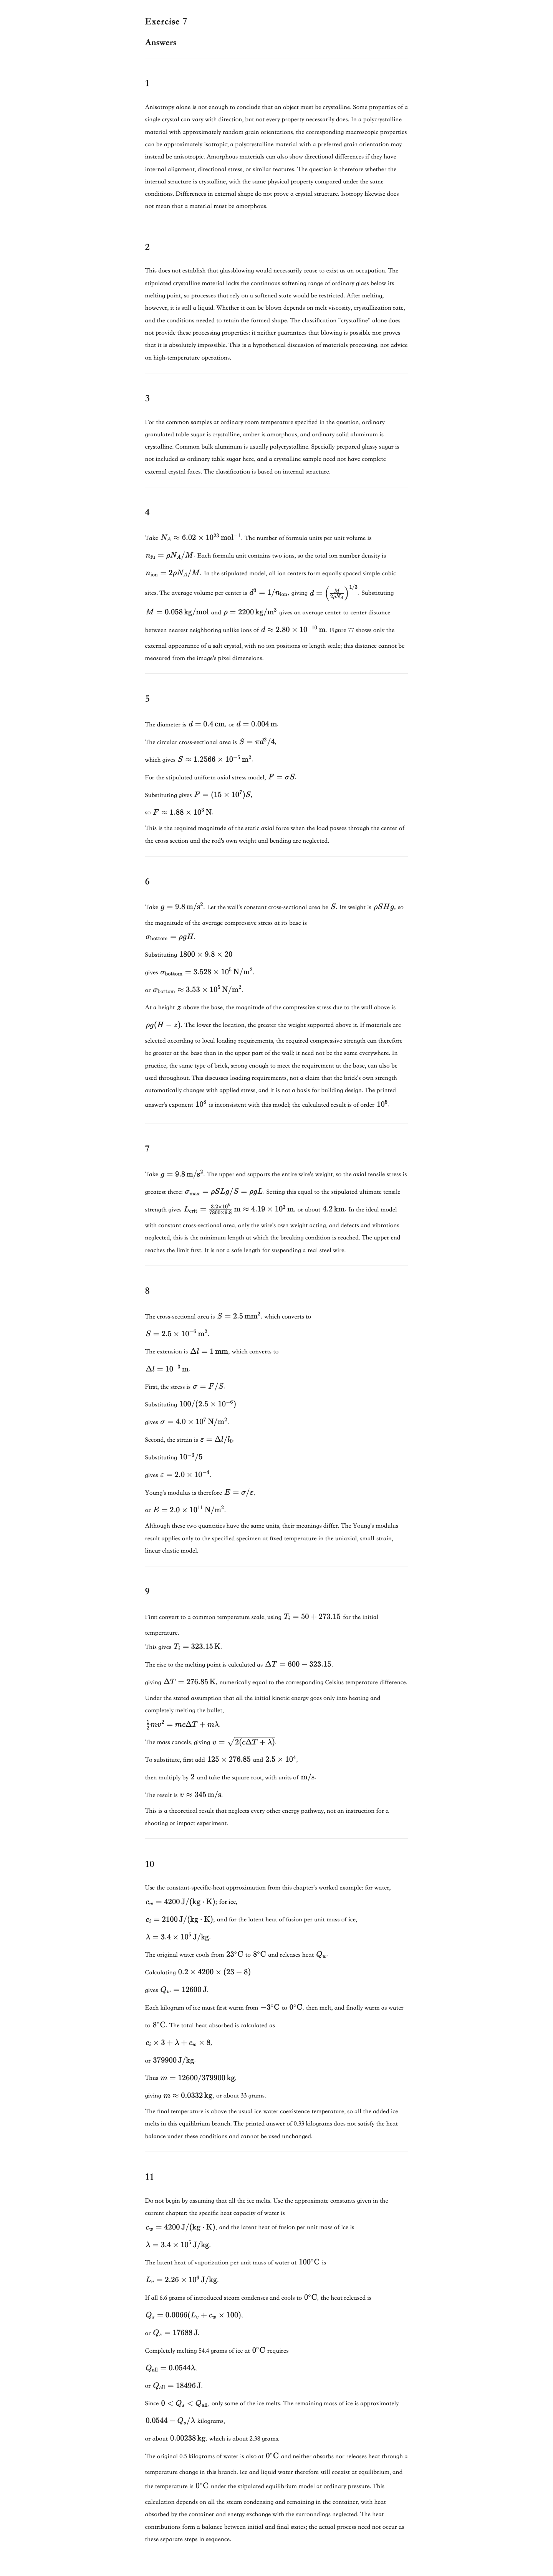 Exercise 7
Answers
1
Anisotropy alone is not enough to conclude that an object must be crystalline. Some properties of a
single crystal can vary with direction, but not every property necessarily does. In a polycrystalline
material with approximately random grain orientations, the corresponding macroscopic properties
can be approximately isotropic; a polycrystalline material with a preferred grain orientation may
instead be anisotropic. Amorphous materials can also show directional differences if they have
internal alignment, directional stress, or similar features. The question is therefore whether the
internal structure is crystalline, with the same physical property compared under the same
conditions. Differences in external shape do not prove a crystal structure. Isotropy likewise does
not mean that a material must be amorphous.
2
This does not establish that glassblowing would necessarily cease to exist as an occupation. The
stipulated crystalline material lacks the continuous softening range of ordinary glass below its
melting point, so processes that rely on a softened state would be restricted. After melting,
however, it is still a liquid. Whether it can be blown depends on melt viscosity, crystallization rate,
and the conditions needed to retain the formed shape. The classification "crystalline" alone does
not provide these processing properties: it neither guarantees that blowing is possible nor proves
that it is absolutely impossible. This is a hypothetical discussion of materials processing, not advice
on high-temperature operations.
3
For the common samples at ordinary room temperature specified in the question, ordinary
granulated table sugar is crystalline, amber is amorphous, and ordinary solid aluminum is
crystalline. Common bulk aluminum is usually polycrystalline. Specially prepared glassy sugar is
not included as ordinary table sugar here, and a crystalline sample need not have complete
external crystal faces. The classification is based on internal structure.
4
Take N_A ≈ 6.02 × 10^23 mol^−1. The number of formula units per unit volume is
n_fu = ρN_A/M. Each formula unit contains two ions, so the total ion number density is
n_ion = 2ρN_A/M. In the stipulated model, all ion centers form equally spaced simple-cubic
sites. The average volume per center is d^3 = 1/n_ion, giving d = (M/(2ρN_A))^1/3. Substituting
M = 0.058 kg/mol and ρ = 2200 kg/m^3 gives an average center-to-center distance
between nearest neighboring unlike ions of d ≈ 2.80 × 10^−10 m. Figure 77 shows only the
external appearance of a salt crystal, with no ion positions or length scale; this distance cannot be
measured from the image's pixel dimensions.
5
The diameter is d = 0.4 cm, or d = 0.004 m.
The circular cross-sectional area is S = πd^2/4,
which gives S ≈ 1.2566 × 10^−5 m^2.
For the stipulated uniform axial stress model, F = σS.
Substituting gives F = (15 × 10^7)S,
so F ≈ 1.88 × 10^3 N.
This is the required magnitude of the static axial force when the load passes through the center of
the cross section and the rod's own weight and bending are neglected.
6
Take g = 9.8 m/s^2. Let the wall's constant cross-sectional area be S. Its weight is ρSHg, so
the magnitude of the average compressive stress at its base is
σ_bottom = ρgH.
Substituting 1800 × 9.8 × 20
gives σ_bottom = 3.528 × 10^5 N/m^2,
or σ_bottom ≈ 3.53 × 10^5 N/m^2.
At a height z above the base, the magnitude of the compressive stress due to the wall above is
ρg(H − z). The lower the location, the greater the weight supported above it. If materials are
selected according to local loading requirements, the required compressive strength can therefore
be greater at the base than in the upper part of the wall; it need not be the same everywhere. In
practice, the same type of brick, strong enough to meet the requirement at the base, can also be
used throughout. This discusses loading requirements, not a claim that the brick's own strength
automatically changes with applied stress, and it is not a basis for building design. The printed
answer's exponent 10^8 is inconsistent with this model; the calculated result is of order 10^5.
7
Take g = 9.8 m/s^2. The upper end supports the entire wire's weight, so the axial tensile stress is
greatest there: σ_max = ρSLg/S = ρgL. Setting this equal to the stipulated ultimate tensile
strength gives L_crit = (3.2×10^8)/(7800×9.8) m ≈ 4.19 × 10^3 m, or about 4.2 km. In the ideal model
with constant cross-sectional area, only the wire's own weight acting, and defects and vibrations
neglected, this is the minimum length at which the breaking condition is reached. The upper end
reaches the limit first. It is not a safe length for suspending a real steel wire.
8
The cross-sectional area is S = 2.5 mm^2, which converts to
S = 2.5 × 10^−6 m^2.
The extension is Δl = 1 mm, which converts to
Δl = 10^−3 m.
First, the stress is σ = F/S.
Substituting 100/(2.5 × 10^−6)
gives σ = 4.0 × 10^7 N/m^2.
Second, the strain is ε = Δl/l_0.
Substituting 10^−3/5
gives ε = 2.0 × 10^−4.
Young's modulus is therefore E = σ/ε,
or E = 2.0 × 10^11 N/m^2.
Although these two quantities have the same units, their meanings differ. The Young's modulus
result applies only to the specified specimen at fixed temperature in the uniaxial, small-strain,
linear elastic model.
9
First convert to a common temperature scale, using T_i = 50 + 273.15 for the initial
temperature.
This gives T_i = 323.15 K.
The rise to the melting point is calculated as ΔT = 600 − 323.15,
giving ΔT = 276.85 K, numerically equal to the corresponding Celsius temperature difference.
Under the stated assumption that all the initial kinetic energy goes only into heating and
completely melting the bullet,
½mv^2 = mcΔT + mλ.
The mass cancels, giving v = √(2(cΔT + λ)).
To substitute, first add 125 × 276.85 and 2.5 × 10^4,
then multiply by 2 and take the square root, with units of m/s.
The result is v ≈ 345 m/s.
This is a theoretical result that neglects every other energy pathway, not an instruction for a
shooting or impact experiment.
10
Use the constant-specific-heat approximation from this chapter's worked example: for water,
c_w = 4200 J/(kg · K); for ice,
c_i = 2100 J/(kg · K); and for the latent heat of fusion per unit mass of ice,
λ = 3.4 × 10^5 J/kg.
The original water cools from 23°C to 8°C and releases heat Q_w.
Calculating 0.2 × 4200 × (23 − 8)
gives Q_w = 12600 J.
Each kilogram of ice must first warm from −3°C to 0°C, then melt, and finally warm as water
to 8°C. The total heat absorbed is calculated as
c_i × 3 + λ + c_w × 8,
or 379900 J/kg.
Thus m = 12600/379900 kg,
giving m ≈ 0.0332 kg, or about 33 grams.
The final temperature is above the usual ice-water coexistence temperature, so all the added ice
melts in this equilibrium branch. The printed answer of 0.33 kilograms does not satisfy the heat
balance under these conditions and cannot be used unchanged.
11
Do not begin by assuming that all the ice melts. Use the approximate constants given in the
current chapter: the specific heat capacity of water is
c_w = 4200 J/(kg · K), and the latent heat of fusion per unit mass of ice is
λ = 3.4 × 10^5 J/kg.
The latent heat of vaporization per unit mass of water at 100°C is
L_v = 2.26 × 10^6 J/kg.
If all 6.6 grams of introduced steam condenses and cools to 0°C, the heat released is
Q_s = 0.0066(L_v + c_w × 100),
or Q_s = 17688 J.
Completely melting 54.4 grams of ice at 0°C requires
Q_all = 0.0544λ,
or Q_all = 18496 J.
Since 0 < Q_s < Q_all, only some of the ice melts. The remaining mass of ice is approximately
0.0544 − Q_s/λ kilograms,
or about 0.00238 kg, which is about 2.38 grams.
The original 0.5 kilograms of water is also at 0°C and neither absorbs nor releases heat through a
temperature change in this branch. Ice and liquid water therefore still coexist at equilibrium, and
the temperature is 0°C under the stipulated equilibrium model at ordinary pressure. This
calculation depends on all the steam condensing and remaining in the container, with heat
absorbed by the container and energy exchange with the surroundings neglected. The heat
contributions form a balance between initial and final states; the actual process need not occur as
these separate steps in sequence.